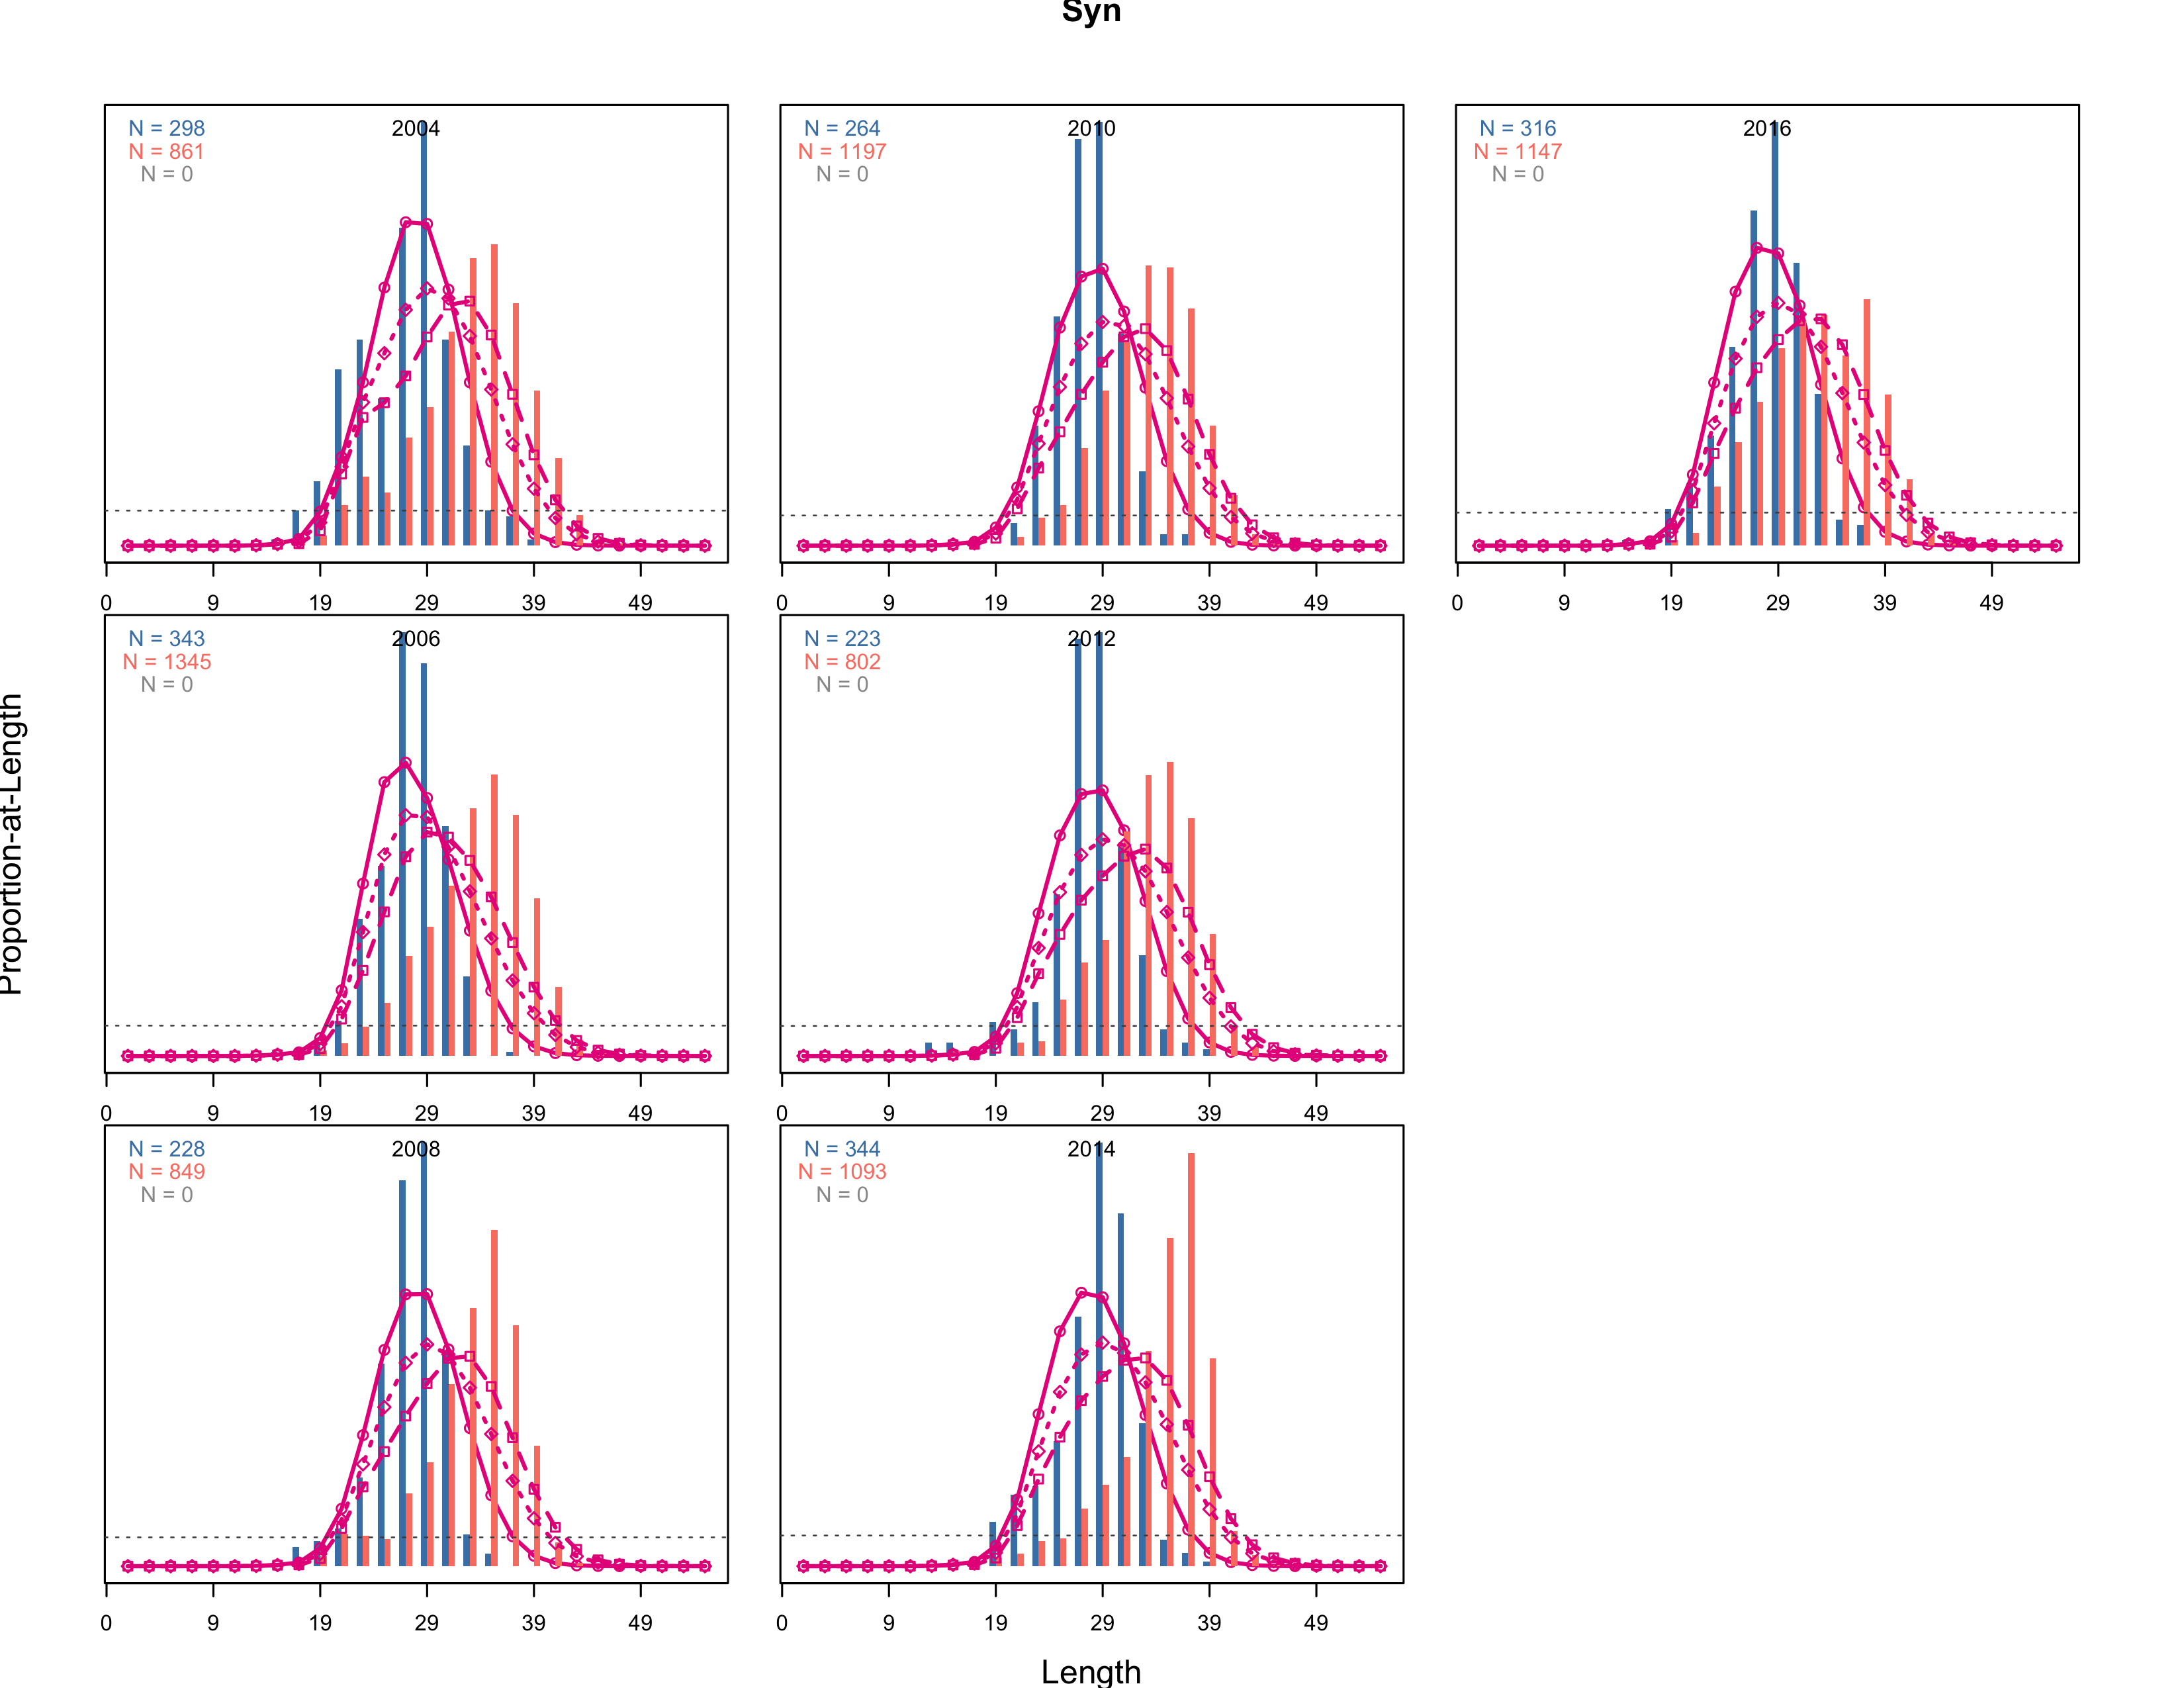 Syn
N = 298
N = 861
N = 0
2004
0 9 19 29 39 49
N = 264
N = 1197
N = 0
2010
0 9 19 29 39 49
N = 316
N = 1147
N = 0
2016
0 9 19 29 39 49
N = 343
N = 1345
N = 0
2006
0 9 19 29 39 49
N = 223
N = 802
N = 0
2012
0 9 19 29 39 49
N = 228
N = 849
N = 0
2008
0 9 19 29 39 49
N = 344
N = 1093
N = 0
2014
0 9 19 29 39 49
Proportion-at-Length
Length